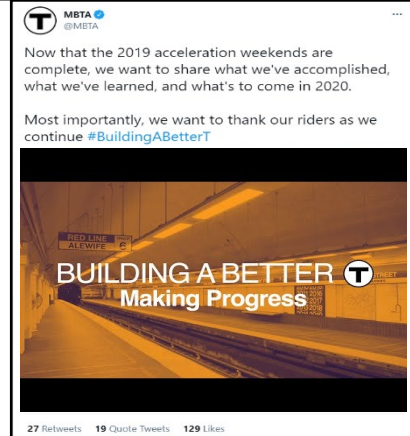 T MBTA
@MBTA
...
Now that the 2019 acceleration weekends are
complete, we want to share what we've accomplished,
what we've learned, and what's to come in 2020.
Most importantly, we want to thank our riders as we
continue #BuildingABetterT
RED LINE
ALEWIFE
BUILDING A BETTER T
Making Progress
27 Retweets 19 Quote Tweets 129 Likes